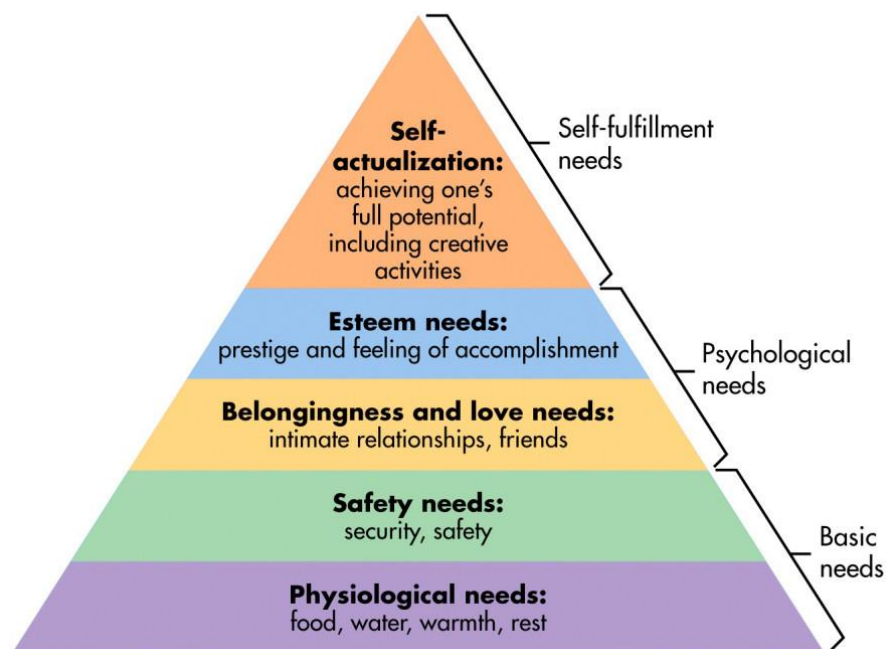 Self-
actualization:
achieving one's
full potential,
including creative
activities
Self-fulfillment
needs
Esteem needs:
prestige and feeling of accomplishment
Psychological
needs
Belongingness and love needs:
intimate relationships, friends
Safety needs:
security, safety
Basic
needs
Physiological needs:
food, water, warmth, rest